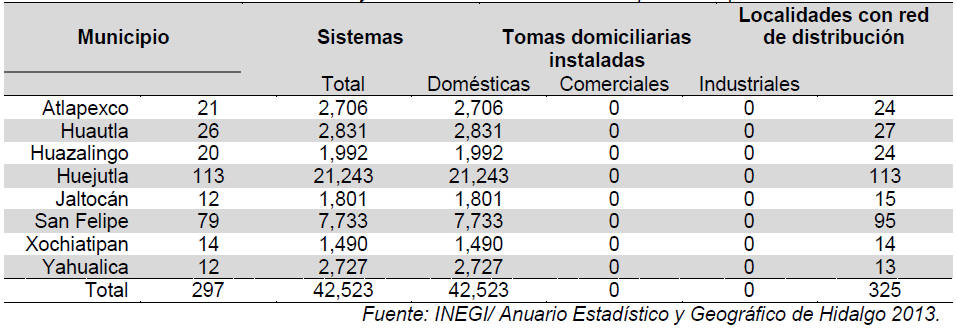 Municipio Sistemas Tomas domiciliarias instaladas Localidades con red de distribución
Total Domésticas Comerciales Industriales
Atlapexco 21 2,706 2,706 0 0 24
Huautla 26 2,831 2,831 0 0 27
Huazalingo 20 1,992 1,992 0 0 24
Huejutla 113 21,243 21,243 0 0 113
Jaltocán 12 1,801 1,801 0 0 15
San Felipe 79 7,733 7,733 0 0 95
Xochiatipan 14 1,490 1,490 0 0 14
Yahualica 12 2,727 2,727 0 0 13
Total 297 42,523 42,523 0 0 325
Fuente: INEGI/ Anuario Estadístico y Geográfico de Hidalgo 2013.